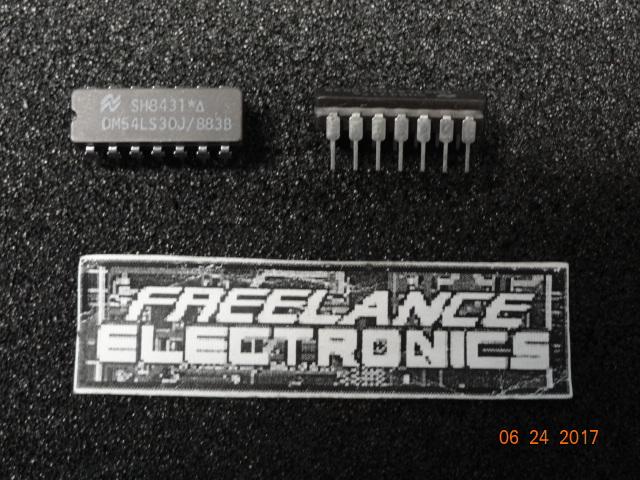 SH8431*Δ
DM54LS30J/883B
FREELANCE
ELECTRONICS
06 24 2017